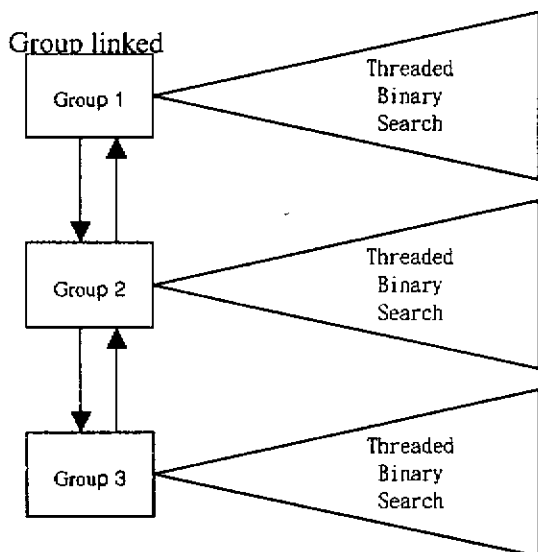 Group linked
Group 1
Threaded
Binary
Search
Group 2
Threaded
Binary
Search
Group 3
Threaded
Binary
Search